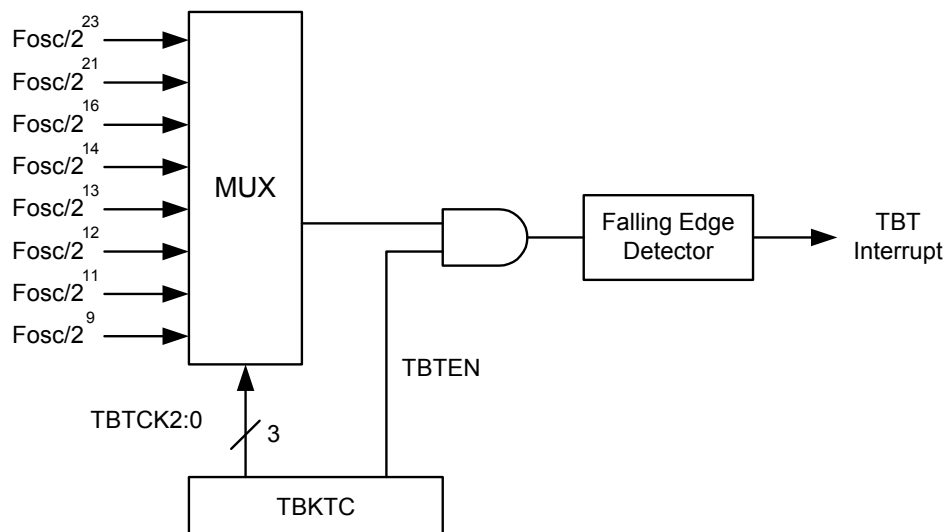 Fosc/2^23
Fosc/2^21
Fosc/2^16
Fosc/2^14
Fosc/2^13
Fosc/2^12
Fosc/2^11
Fosc/2^9
MUX
Falling Edge
Detector
TBT
Interrupt
TBTEN
TBTCK2:0
3
TBKTC